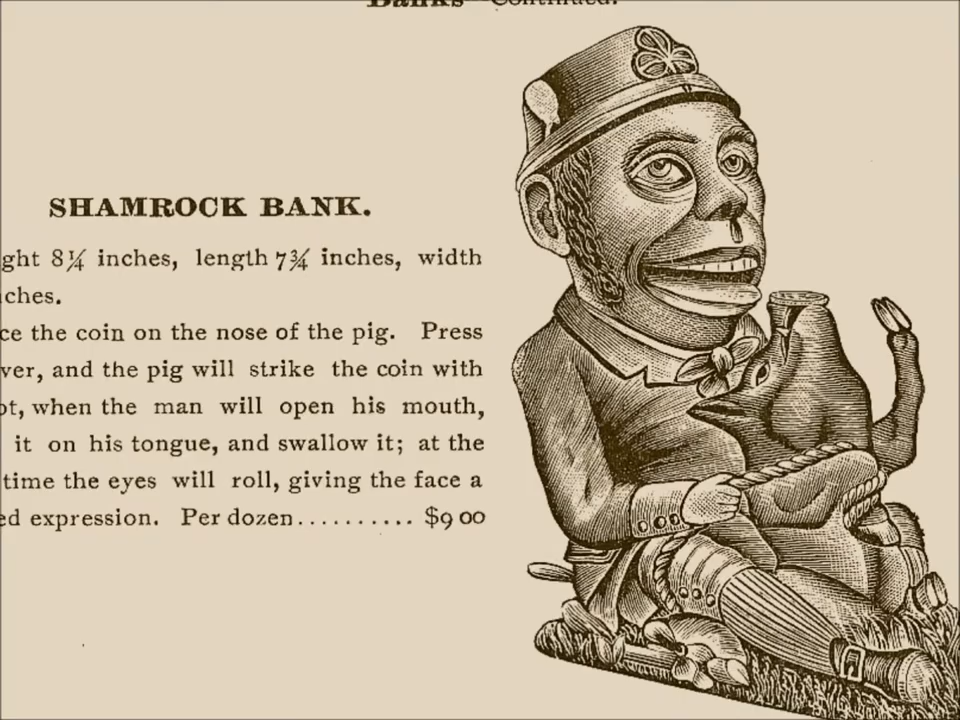 Banks—Continued.
SHAMROCK BANK.
ght 8¼ inches, length 7¾ inches, width
ches.
ce the coin on the nose of the pig. Press
ver, and the pig will strike the coin with
ot, when the man will open his mouth,
it on his tongue, and swallow it; at the
time the eyes will roll, giving the face a
ed expression. Per dozen.......... $9 00